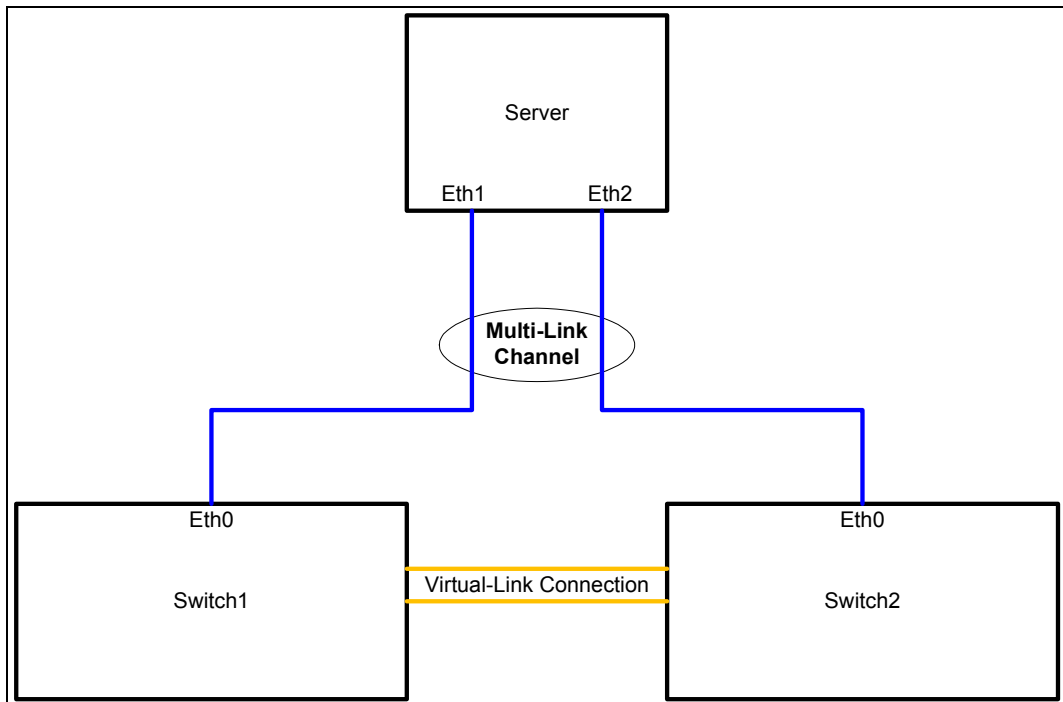 Server
Eth1
Eth2
Multi-Link
Channel
Eth0
Eth0
Virtual-Link Connection
Switch1
Switch2